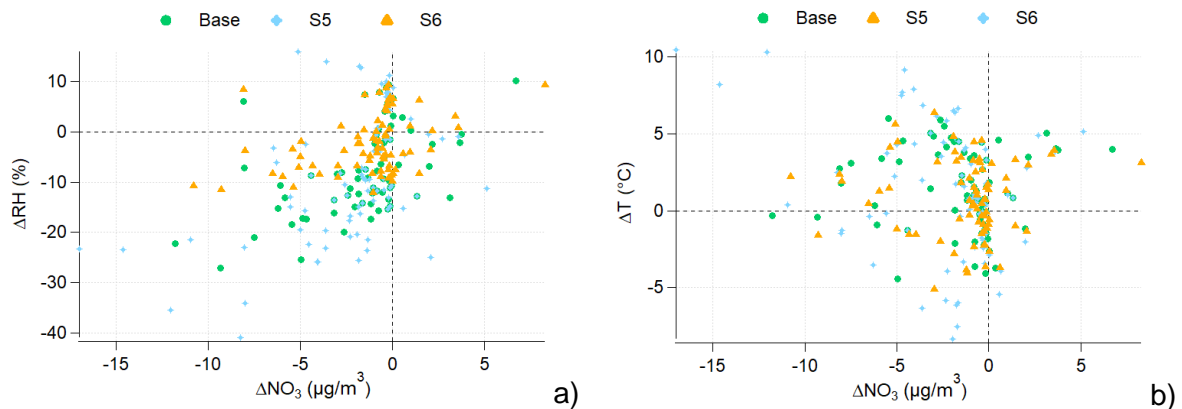 Base S5 S6
10
0
-10
-20
-30
-40
ΔRH (%)
-15 -10 -5 0 5
ΔNO3 (µg/m3)
a)
Base S5 S6
10
5
0
-5
ΔT (°C)
-15 -10 -5 0 5
ΔNO3 (µg/m3)
b)